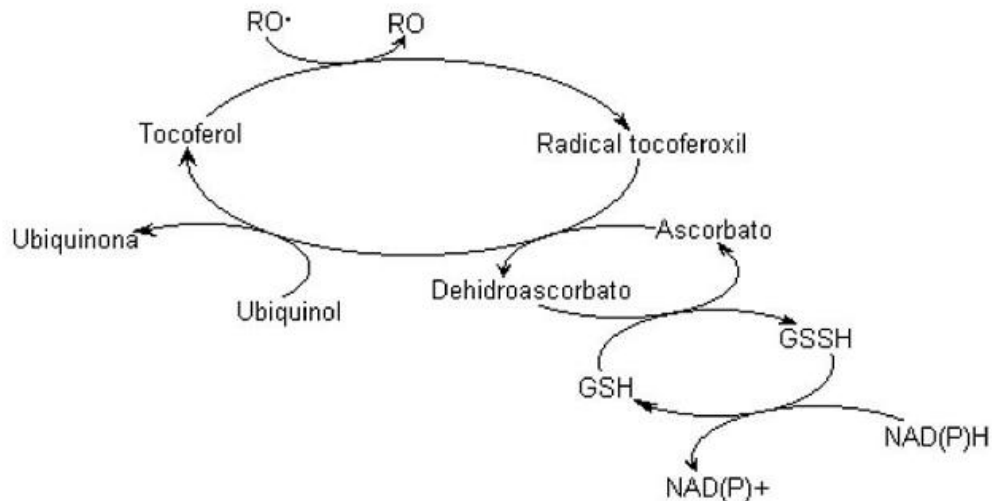 RO·
RO
Tocoferol
Radical tocoferoxil
Ubiquinona
Ascorbato
Dehidroascorbato
Ubiquinol
GSSH
GSH
NAD(P)H
NAD(P)+